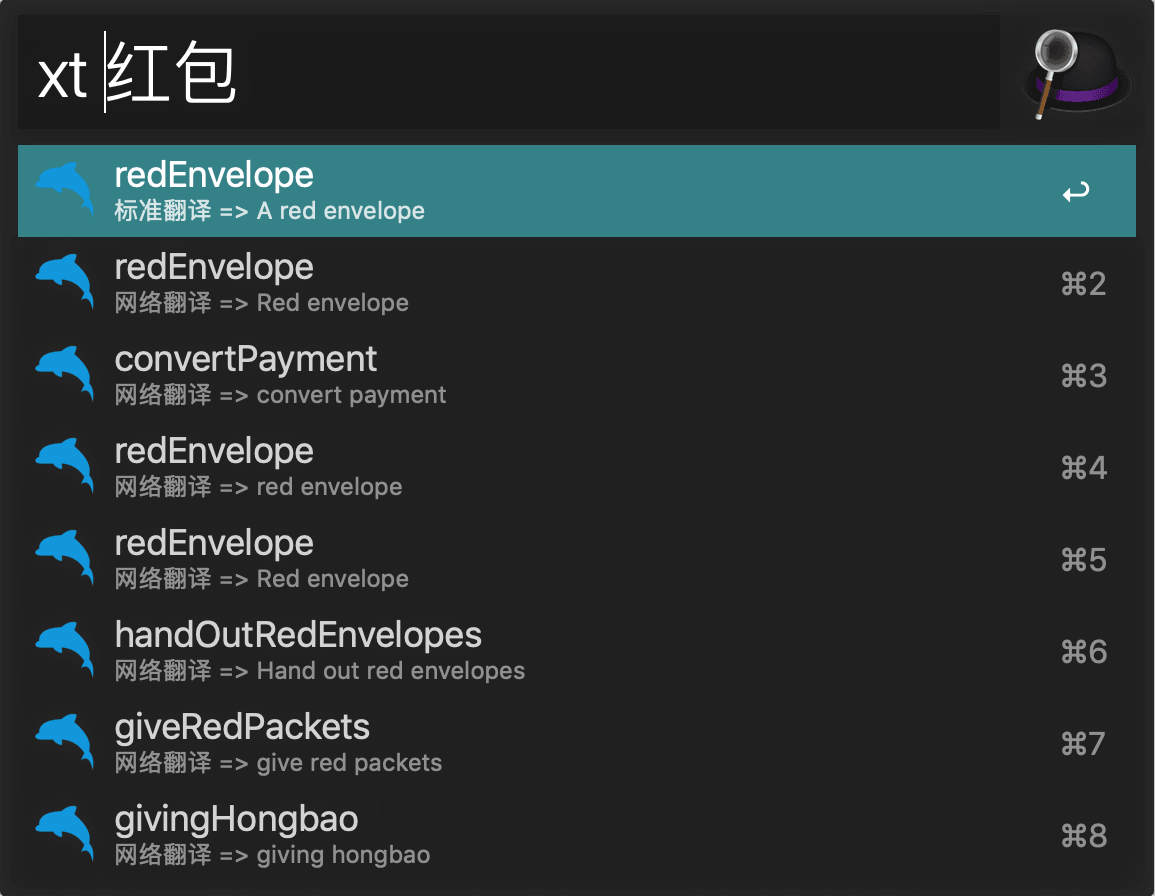 xt 红包
redEnvelope
标准翻译 => A red envelope
↩
redEnvelope
网络翻译 => Red envelope
⌘2
convertPayment
网络翻译 => convert payment
⌘3
redEnvelope
网络翻译 => red envelope
⌘4
redEnvelope
网络翻译 => Red envelope
⌘5
handOutRedEnvelopes
网络翻译 => Hand out red envelopes
⌘6
giveRedPackets
网络翻译 => give red packets
⌘7
givingHongbao
网络翻译 => giving hongbao
⌘8